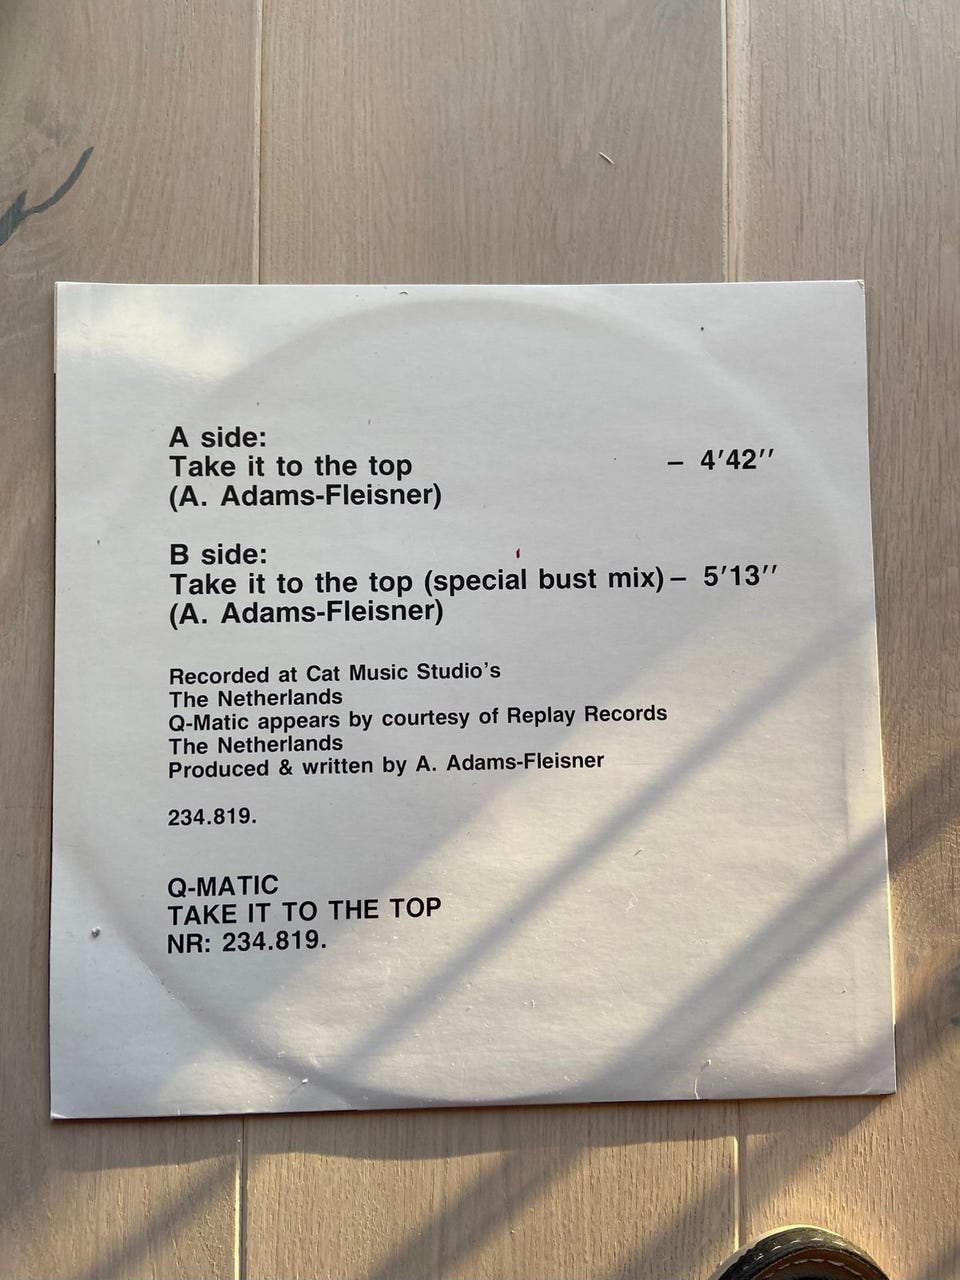 A side:
Take it to the top – 4'42''
(A. Adams-Fleisner)
B side:
Take it to the top (special bust mix) – 5'13''
(A. Adams-Fleisner)
Recorded at Cat Music Studio's
The Netherlands
Q-Matic appears by courtesy of Replay Records
The Netherlands
Produced & written by A. Adams-Fleisner
234.819.
Q-MATIC
TAKE IT TO THE TOP
NR: 234.819.